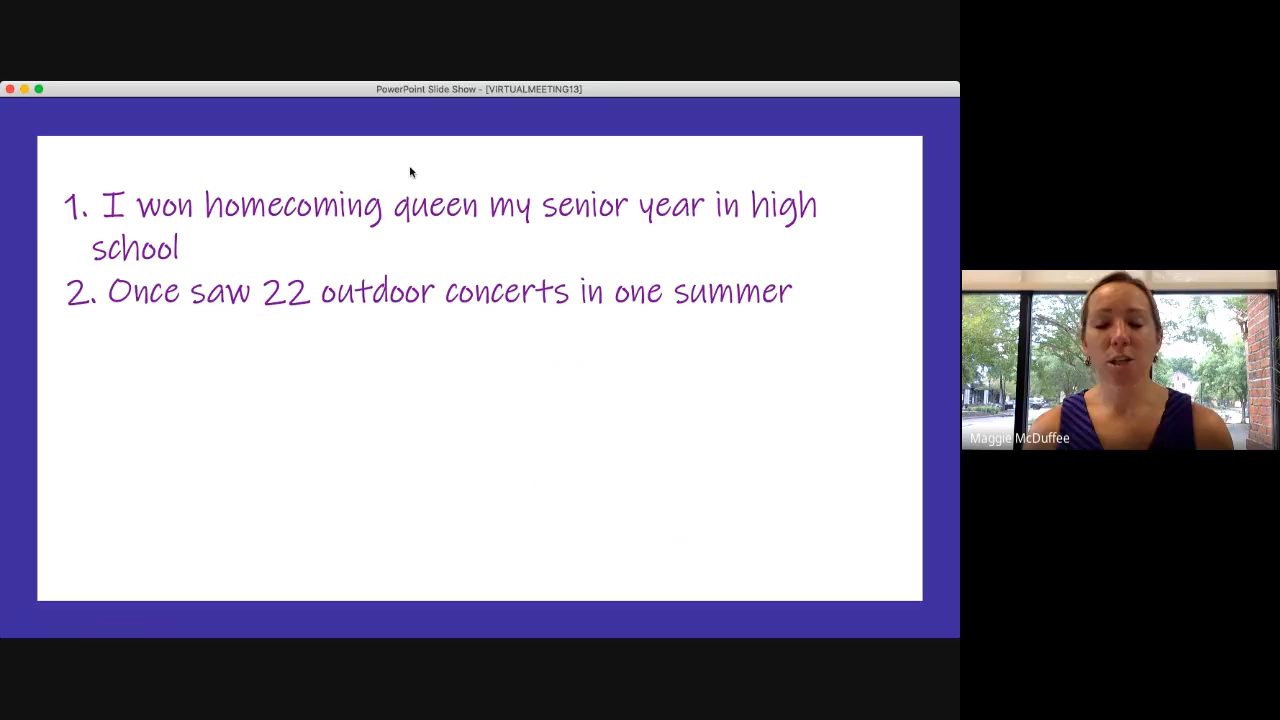 PowerPoint Slide Show - [VIRTUALMEETING13]
1. I won homecoming queen my senior year in high
school
2. Once saw 22 outdoor concerts in one summer
Maggie McDuffee